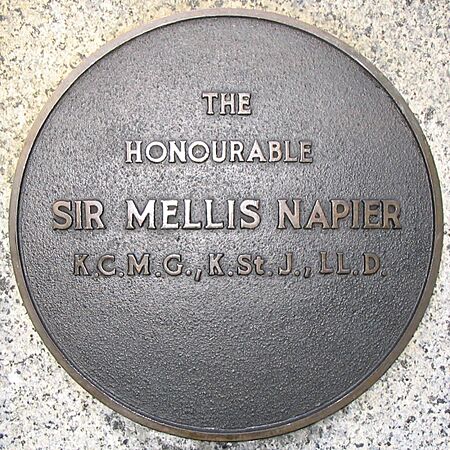 THE
HONOURABLE
SIR MELLIS NAPIER
K.C.M.G., K.St.J., LL.D.